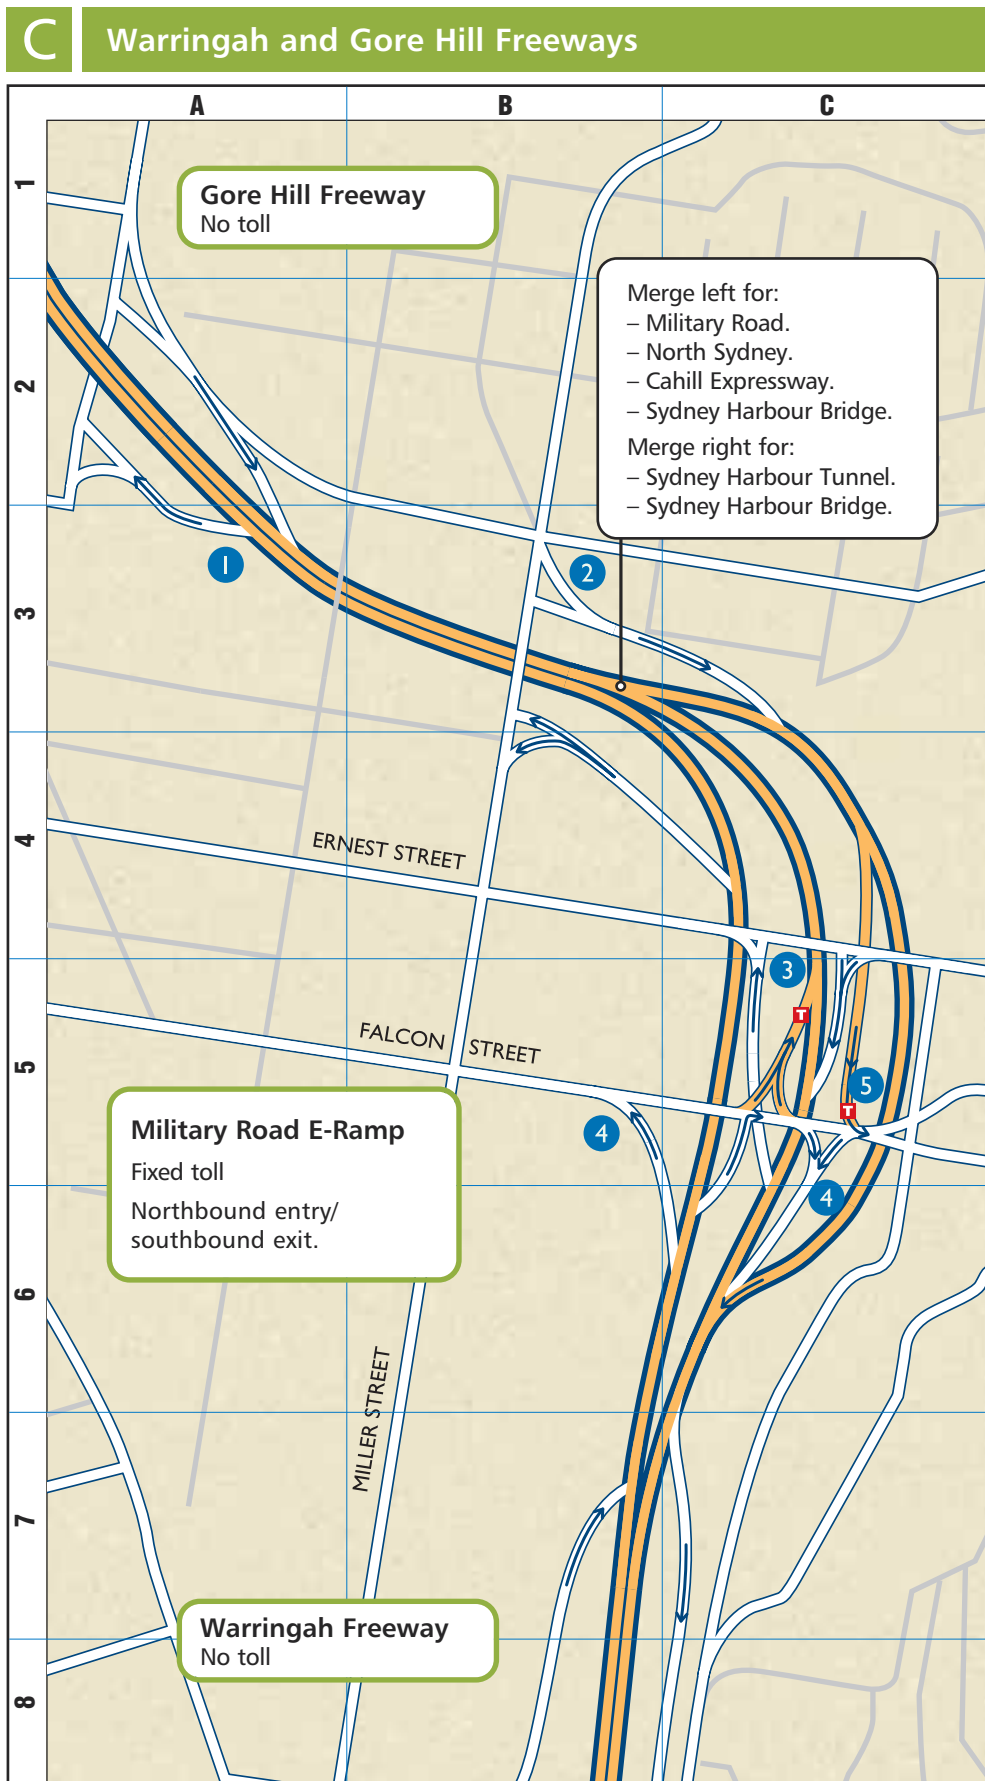 C
Warringah and Gore Hill Freeways
A
B
C
1
Gore Hill Freeway
No toll
Merge left for:
– Military Road.
– North Sydney.
– Cahill Expressway.
– Sydney Harbour Bridge.
Merge right for:
– Sydney Harbour Tunnel.
– Sydney Harbour Bridge.
2
1
2
3
ERNEST STREET
4
3
T
FALCON STREET
5
5
T
4
4
Military Road E-Ramp
Fixed toll
Northbound entry/
southbound exit.
6
MILLER STREET
7
Warringah Freeway
No toll
8